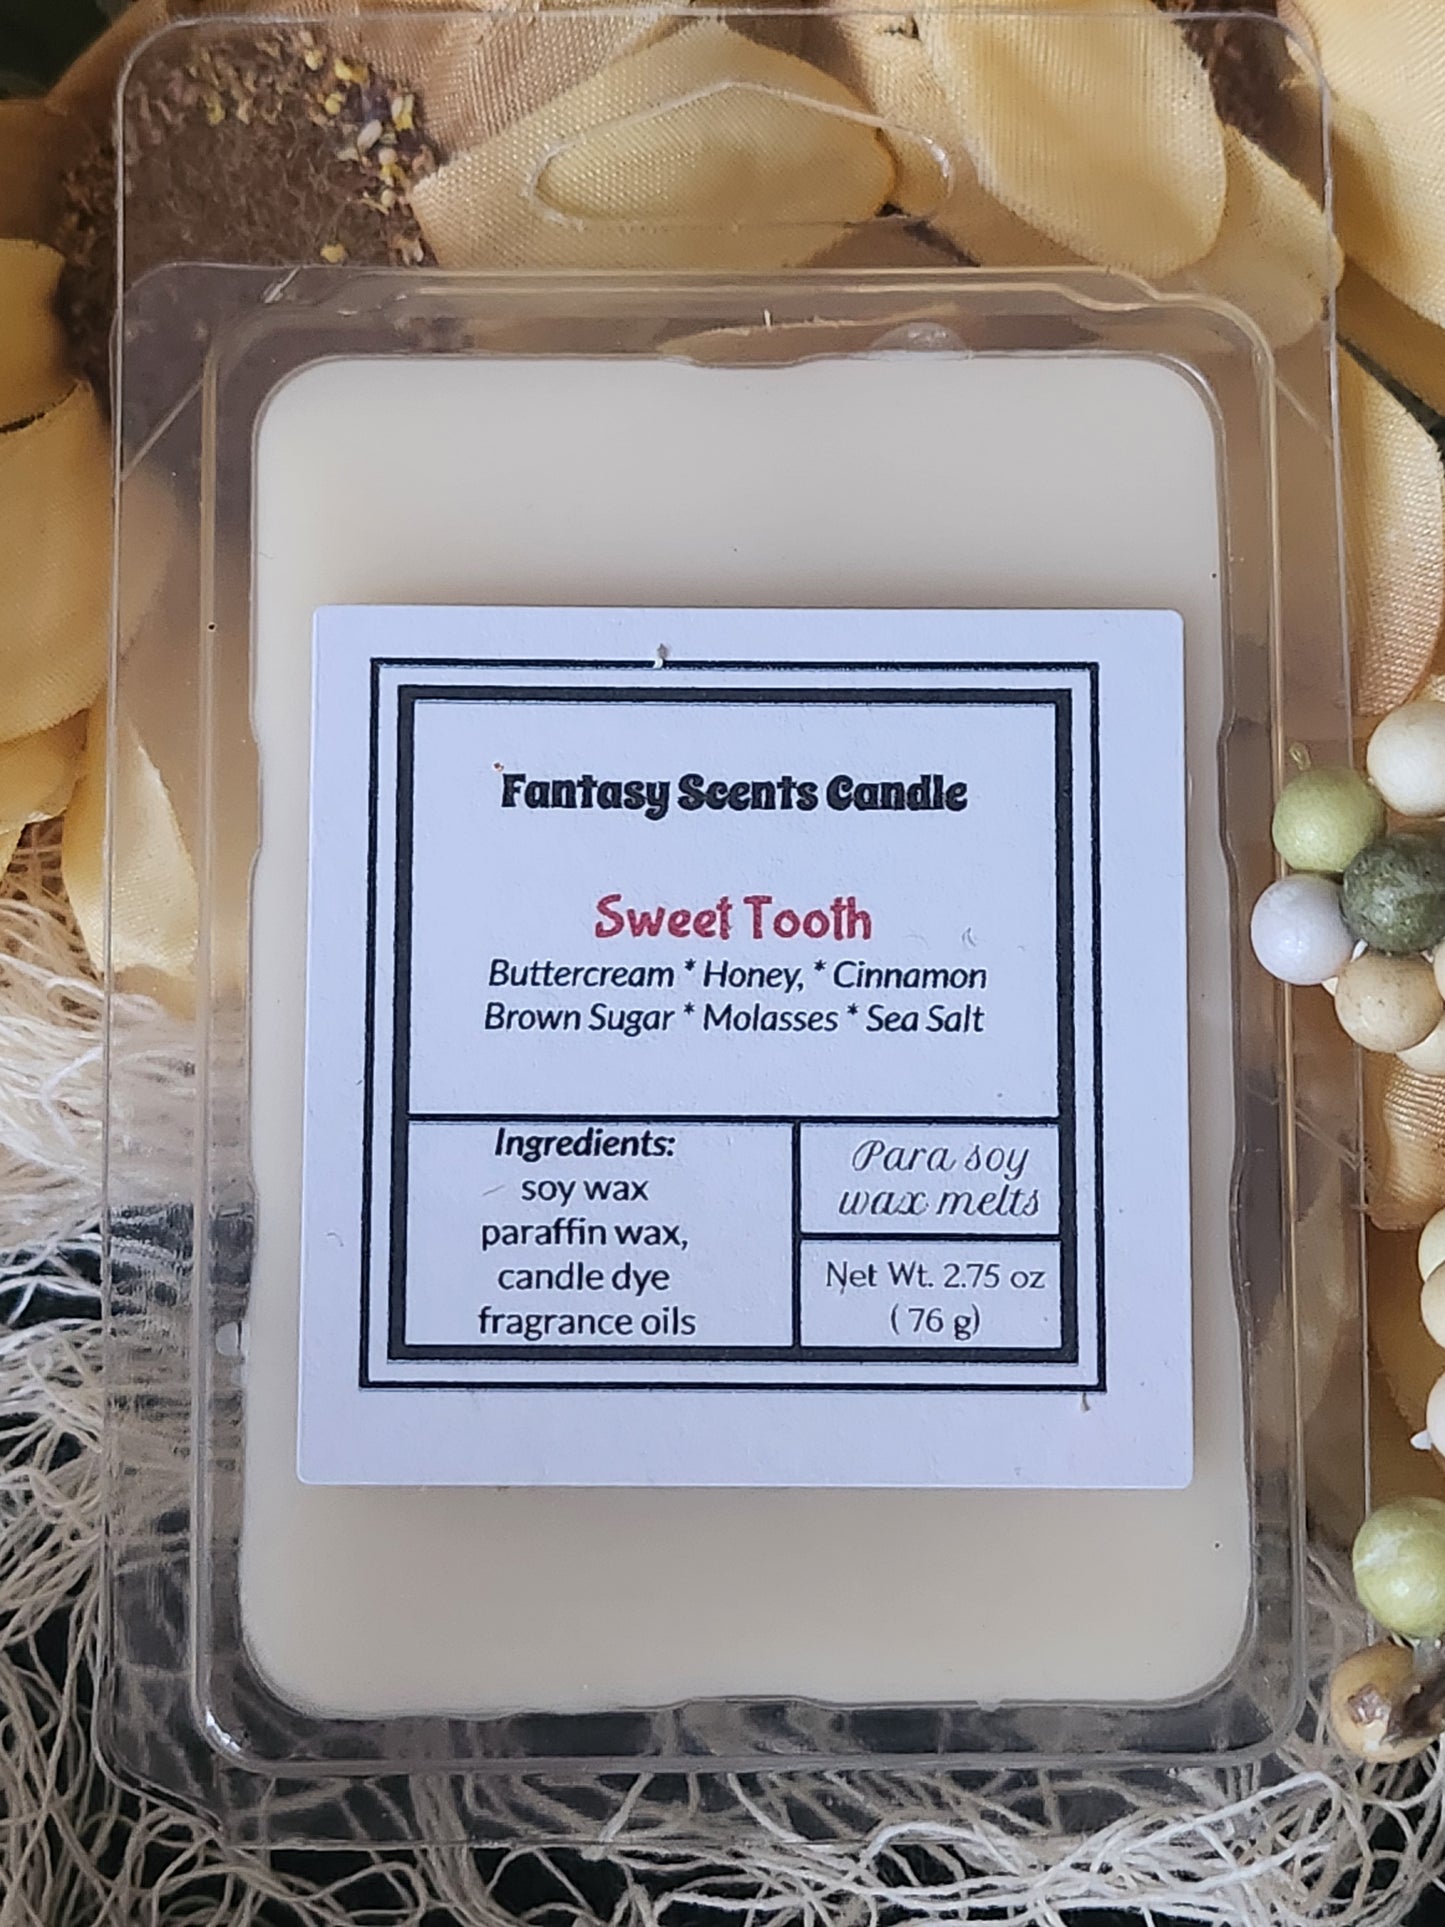 Fantasy Scents Candle
Sweet Tooth
Buttercream * Honey, * Cinnamon
Brown Sugar * Molasses * Sea Salt
Ingredients:
soy wax
paraffin wax,
candle dye
fragrance oils
Para soy
wax melts
Net Wt. 2.75 oz
( 76 g)